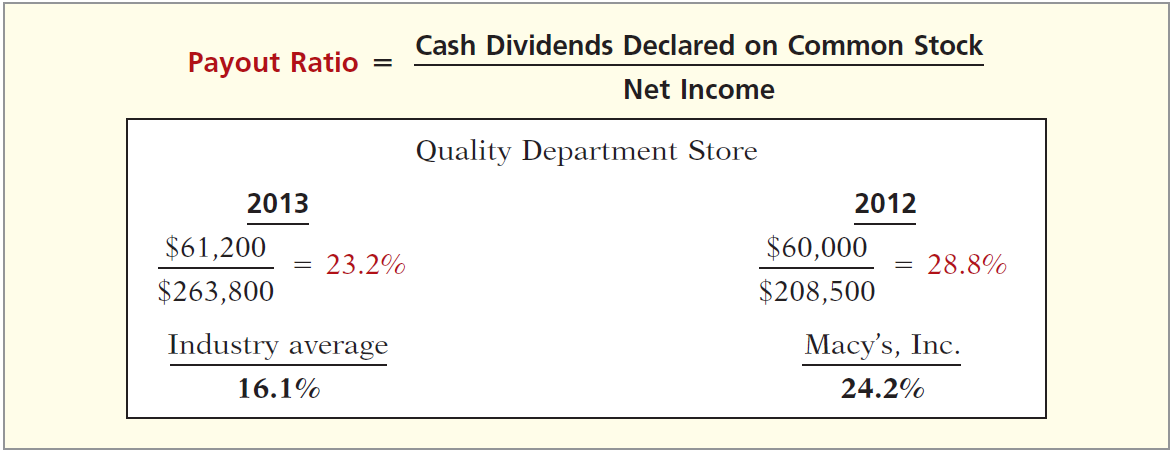 Payout Ratio = Cash Dividends Declared on Common Stock
Net Income
Quality Department Store
2013 2012
$61,200 $60,000
= 23.2% = 28.8%
$263,800 $208,500
Industry average Macy's, Inc.
16.1% 24.2%